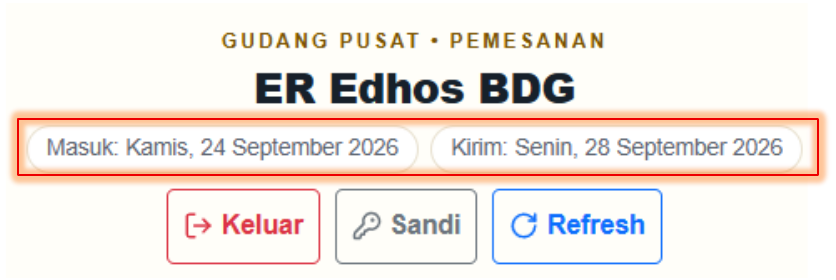 GUDANG PUSAT • PEMESANAN
ER Edhos BDG
Masuk: Kamis, 24 September 2026 Kirim: Senin, 28 September 2026
Keluar Sandi Refresh